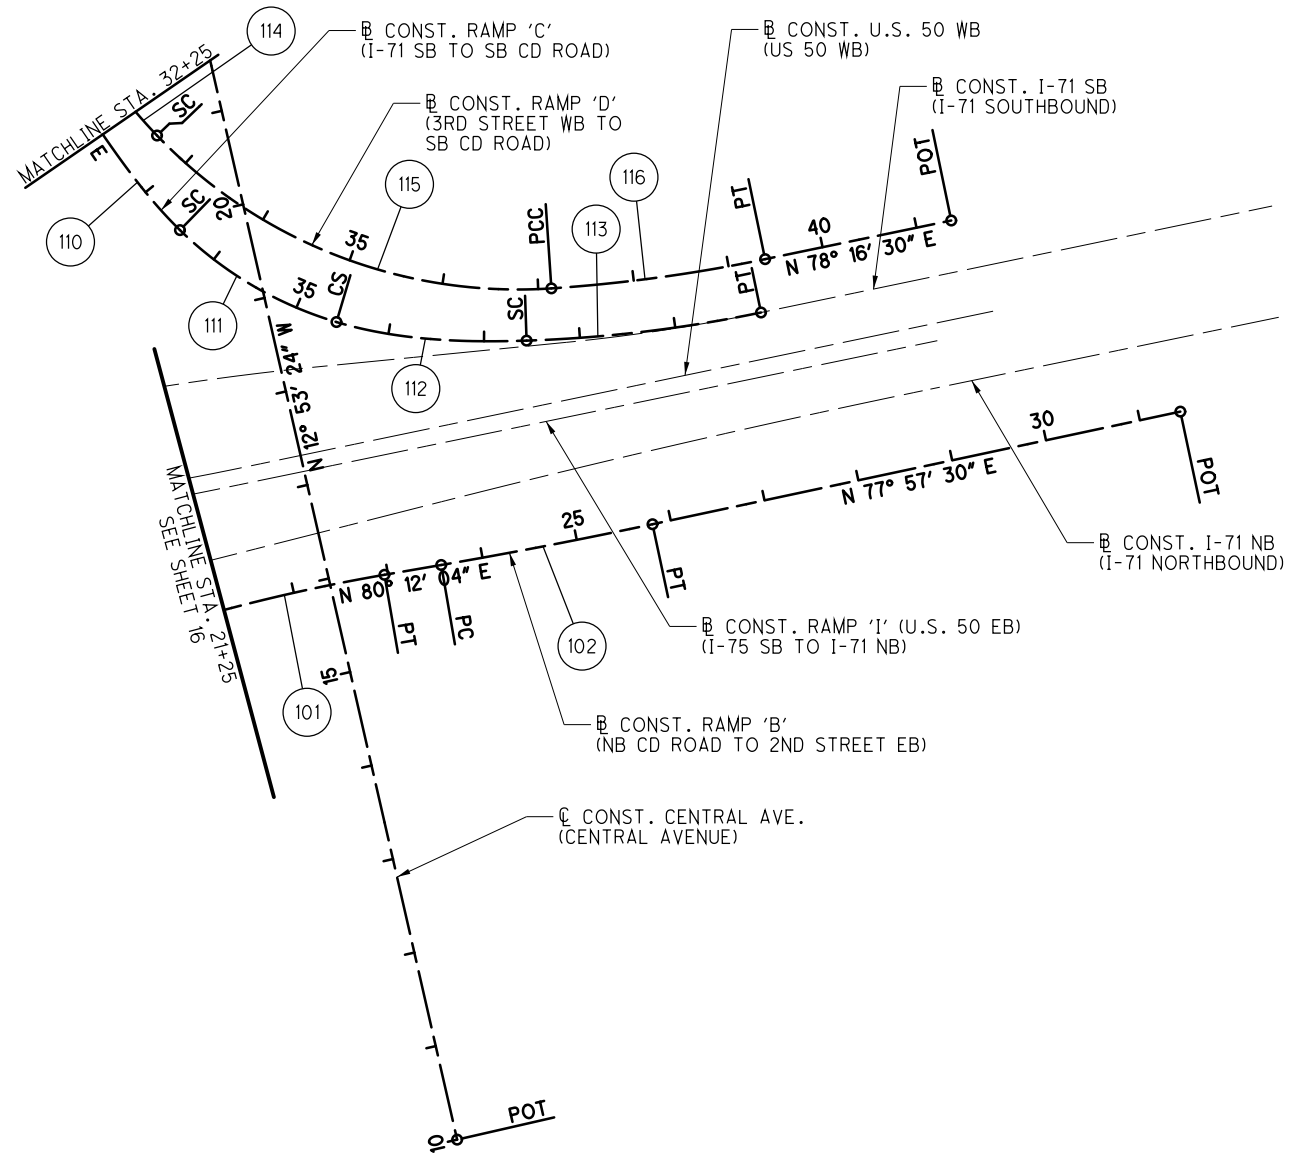 114
℄ CONST. RAMP 'C'
(I-71 SB TO SB CD ROAD)
℄ CONST. U.S. 50 WB
(US 50 WB)
MATCHLINE STA. 32+25
SC
℄ CONST. RAMP 'D'
(3RD STREET WB TO
SB CD ROAD)
℄ CONST. I-71 SB
(I-71 SOUTHBOUND)
E
110
SC
20
115
116
113
POT
PT
PCC
35
40
N 78° 16' 30" E
111
35
CS
SC
PT
112
N 12° 53' 24" W
MATCHLINE STA. 21+25
SEE SHEET 16
N 80° 12' 04" E
PT
PC
25
PT
N 77° 57' 30" E
30
POT
101
15
102
℄ CONST. I-71 NB
(I-71 NORTHBOUND)
℄ CONST. RAMP 'I' (U.S. 50 EB)
(I-75 SB TO I-71 NB)
℄ CONST. RAMP 'B'
(NB CD ROAD TO 2ND STREET EB)
℄ CONST. CENTRAL AVE.
(CENTRAL AVENUE)
10
POT